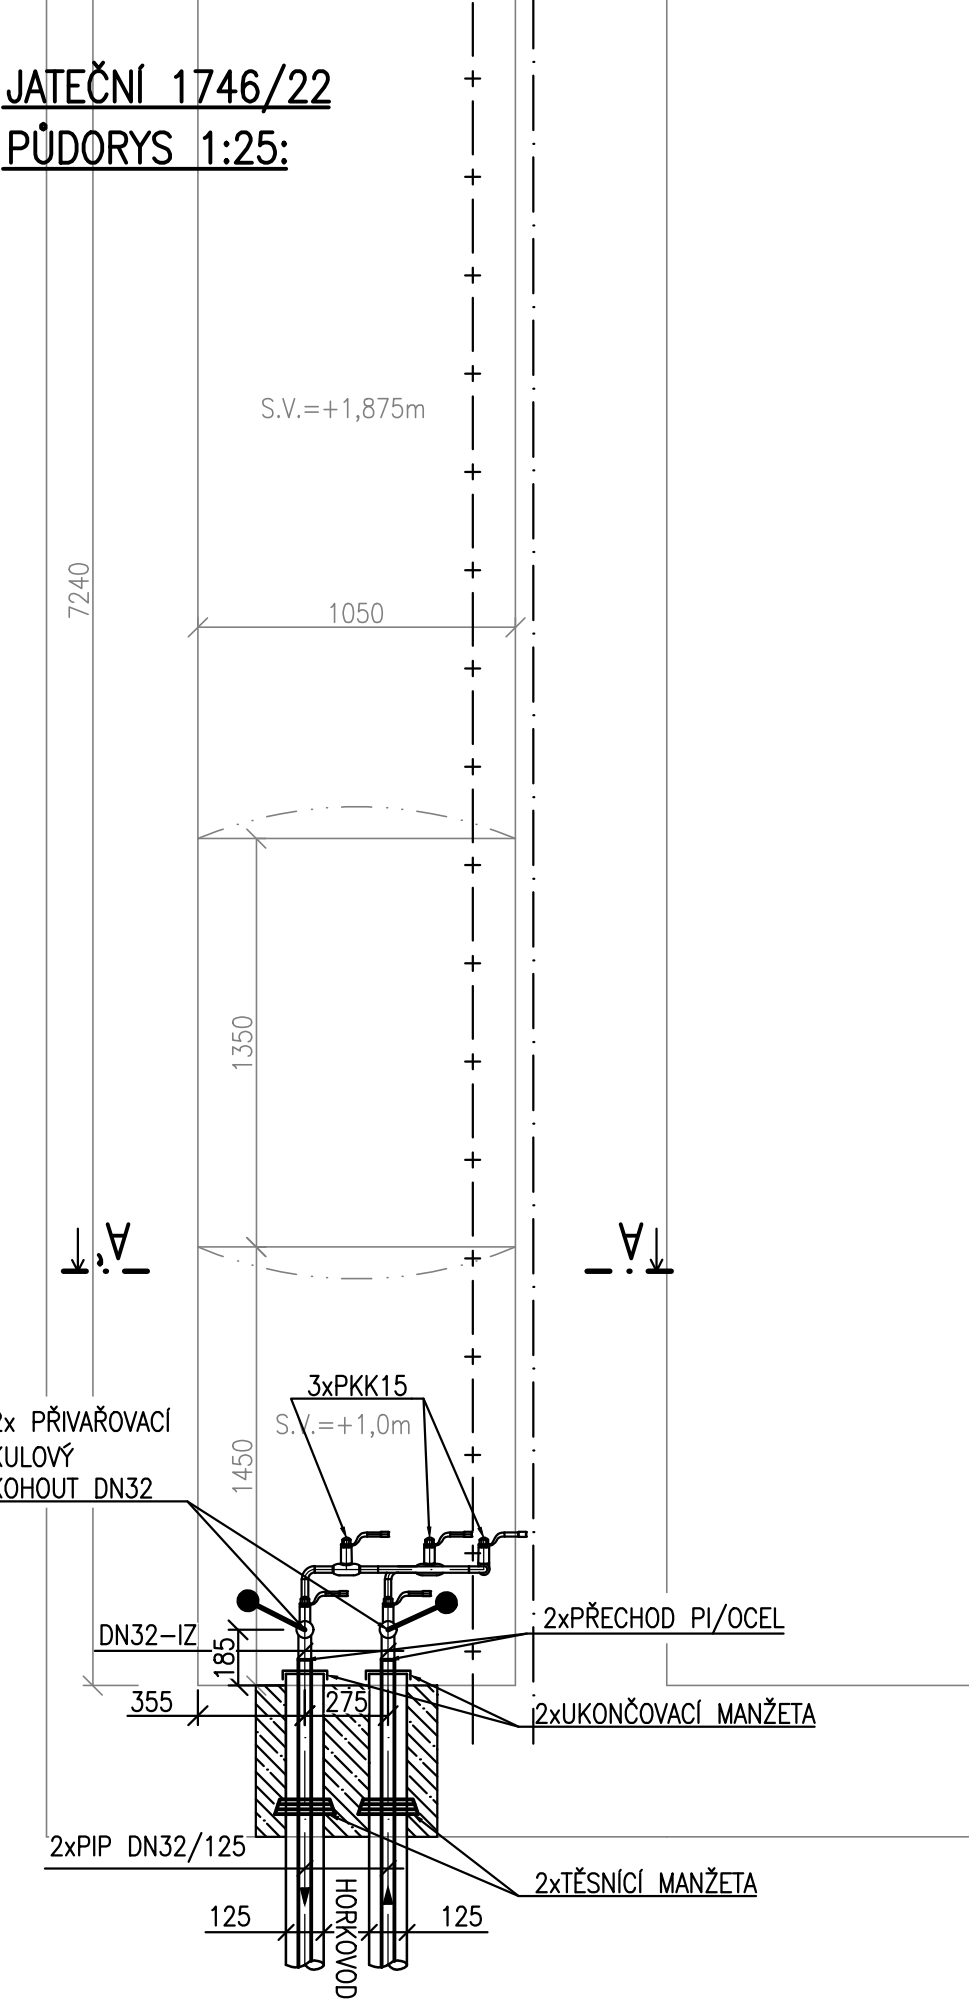 JATEČNÍ 1746/22
PŮDORYS 1:25:
S.V.=+1,875m
7240
1050
1350
A'
A
3xPKK15
S.V.=+1,0m
1450
2x PŘIVAŘOVACÍ
KULOVÝ
KOHOUT DN32
2xPŘECHOD PI/OCEL
DN32-IZ
185
355
275
2xUKONČOVACÍ MANŽETA
2xPIP DN32/125
2xTĚSNÍCÍ MANŽETA
125
HORKOVOD
125